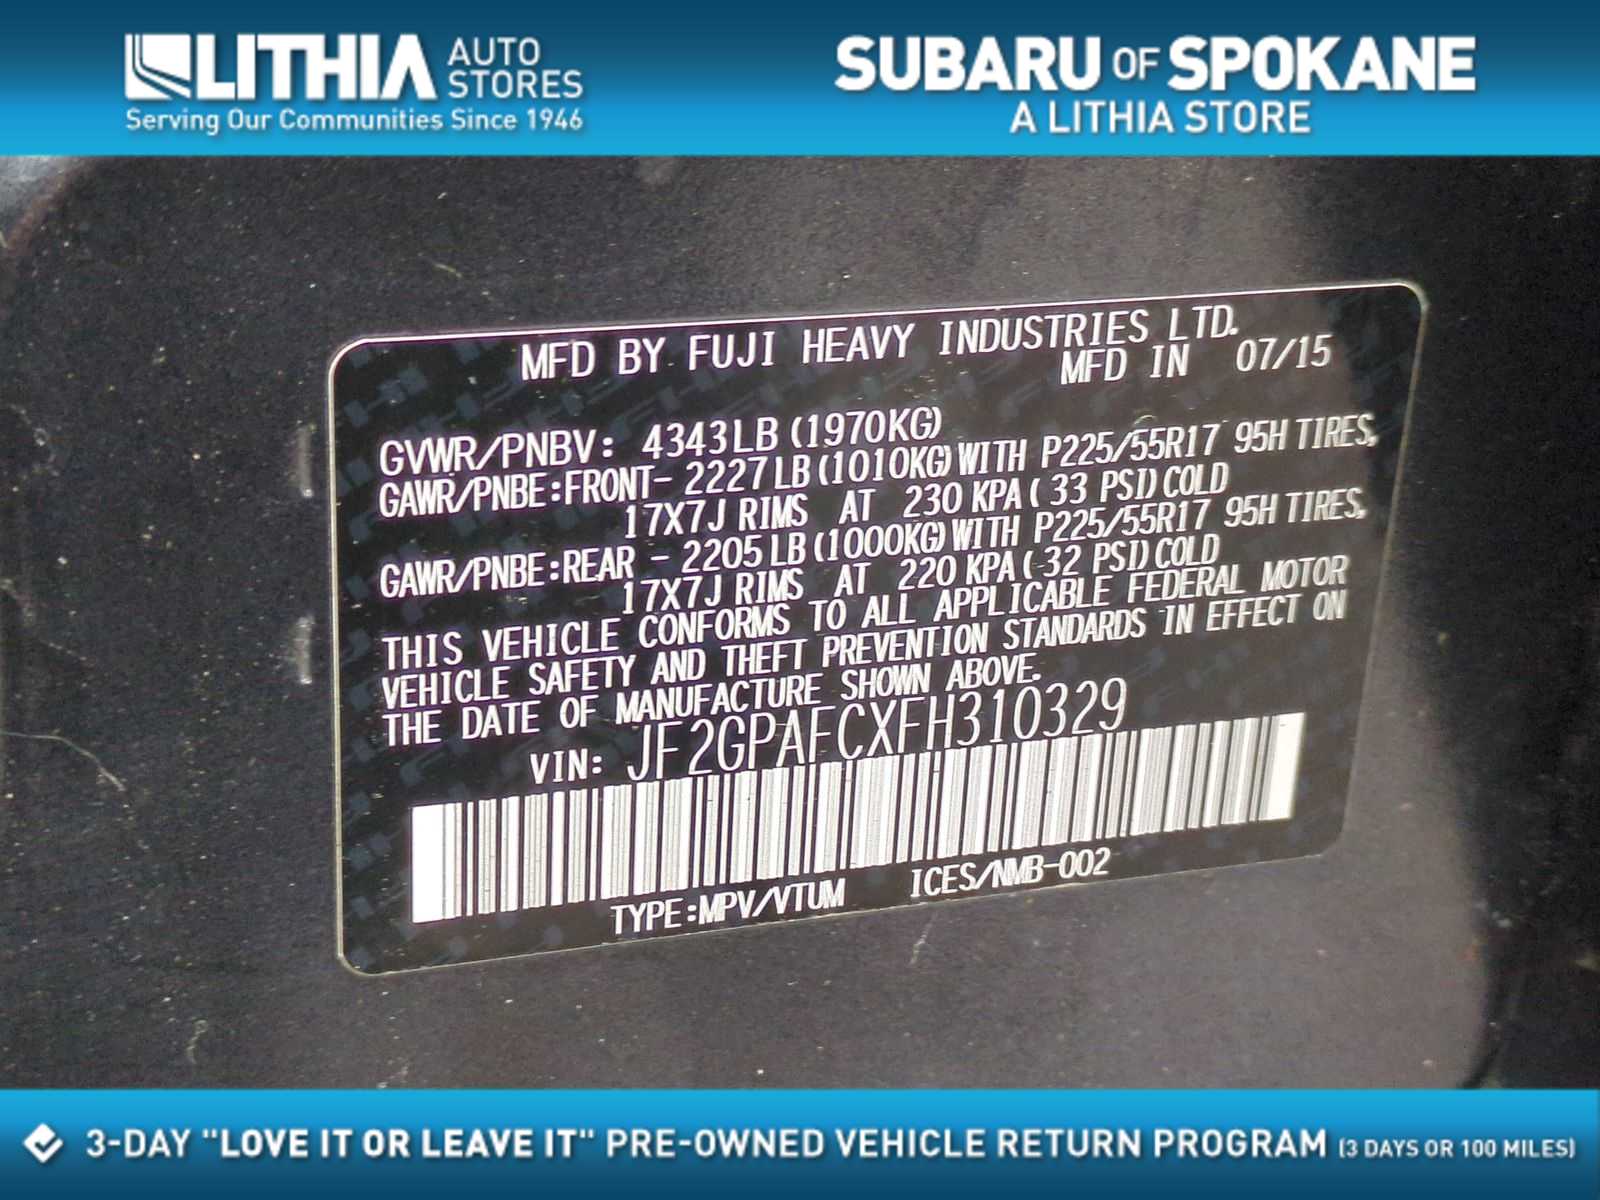 LITHIA AUTO STORES
Serving Our Communities Since 1946
SUBARU OF SPOKANE
A LITHIA STORE
MFD BY FUJI HEAVY INDUSTRIES LTD.
MFD IN 07/15
GVWR/PNBV: 4343LB (1970KG)
GAWR/PNBE:FRONT- 2227LB(1010KG)WITH P225/55R17 95H TIRES,
17X7J RIMS AT 230 KPA( 33 PSI)COLD
GAWR/PNBE:REAR - 2205LB(1000KG)WITH P225/55R17 95H TIRES,
17X7J RIMS AT 220 KPA( 32 PSI)COLD
THIS VEHICLE CONFORMS TO ALL APPLICABLE FEDERAL MOTOR
VEHICLE SAFETY AND THEFT PREVENTION STANDARDS IN EFFECT ON
THE DATE OF MANUFACTURE SHOWN ABOVE.
VIN: JF2GPAFCXFH310329
TYPE:MPV/VTUM ICES/NMB-002
3-DAY "LOVE IT OR LEAVE IT" PRE-OWNED VEHICLE RETURN PROGRAM (3 DAYS OR 100 MILES)